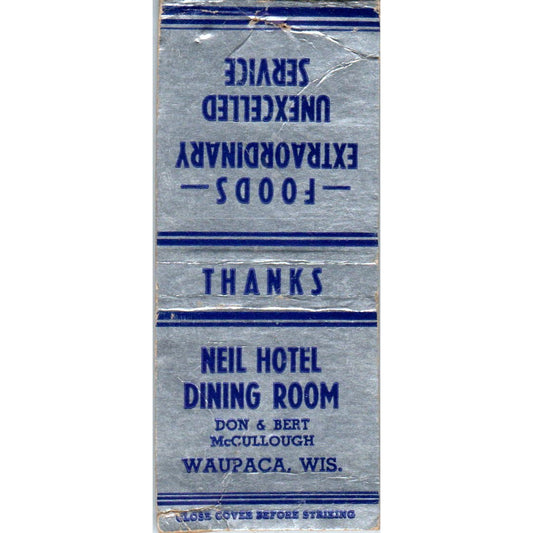 — FOODS —
EXTRAORDINARY
UNEXCELLED
SERVICE
THANKS
NEIL HOTEL
DINING ROOM
DON & BERT
McCULLOUGH
WAUPACA, WIS.
CLOSE COVER BEFORE STRIKING